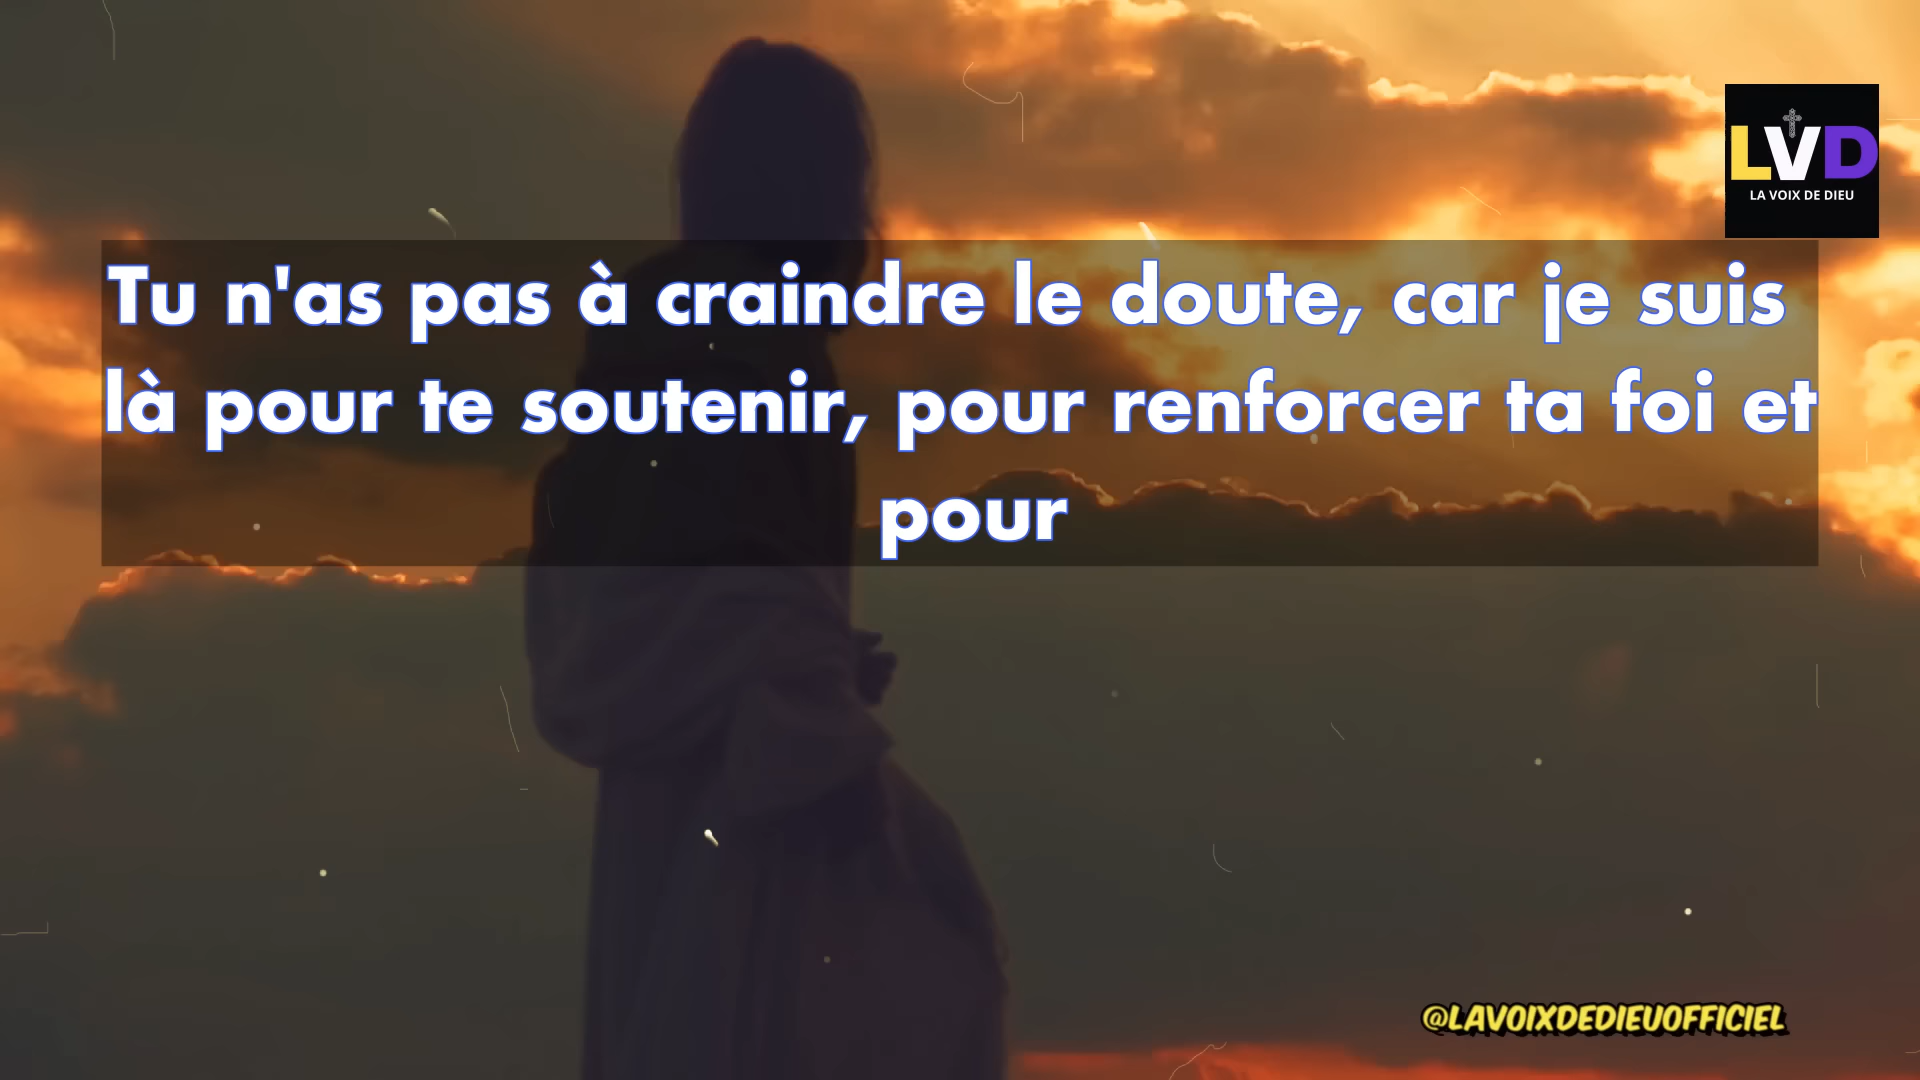 LVD
LA VOIX DE DIEU
Tu n'as pas à craindre le doute, car je suis
là pour te soutenir, pour renforcer ta foi et
pour
@LAVOIXDEDIEUOFFICIEL